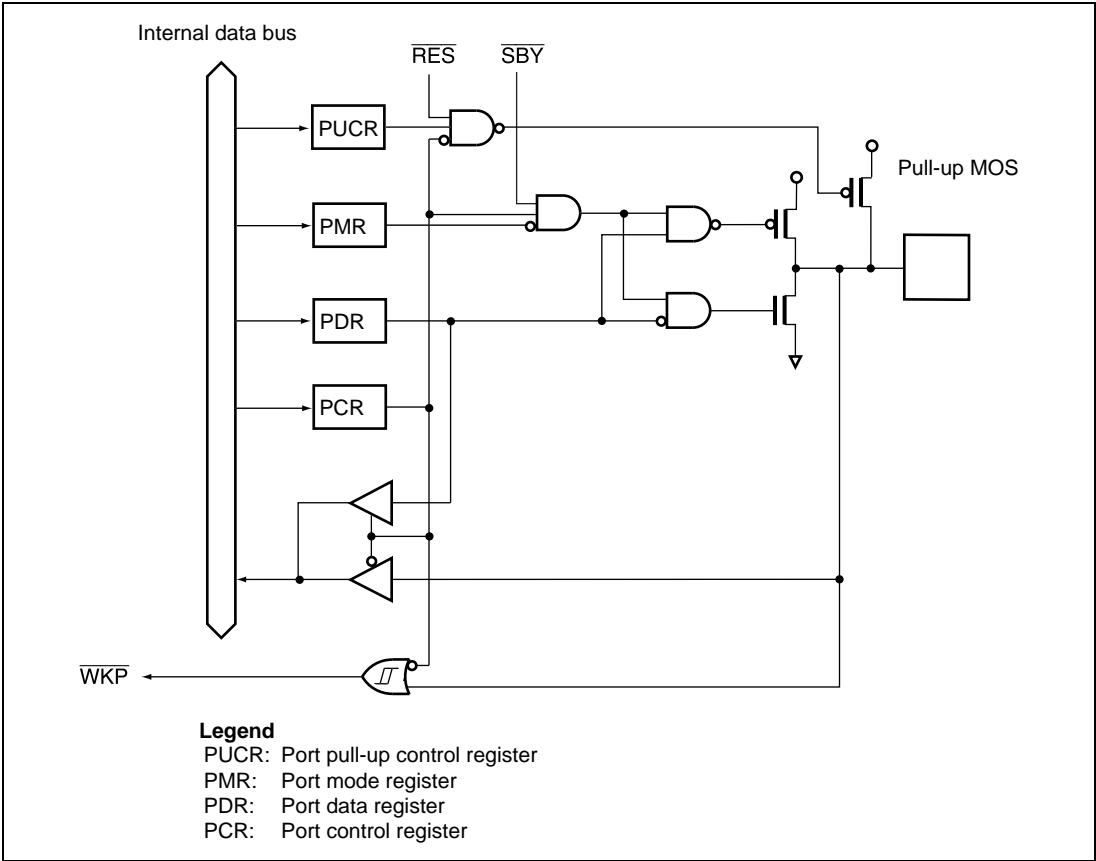 Internal data bus
RES
SBY
PUCR
Pull-up MOS
PMR
PDR
PCR
WKP
Legend
PUCR: Port pull-up control register
PMR: Port mode register
PDR: Port data register
PCR: Port control register